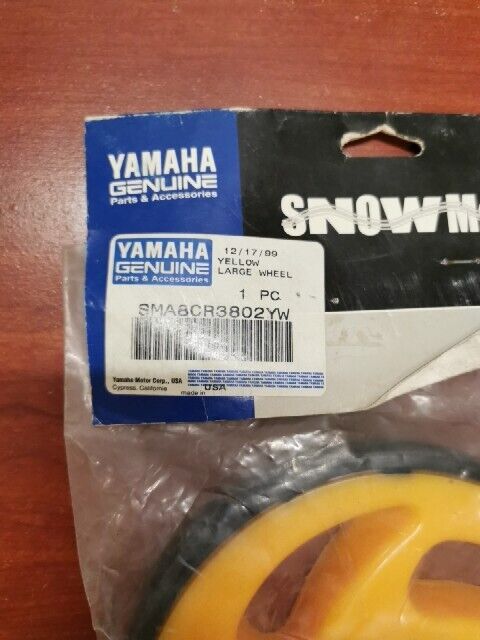 YAMAHA
GENUINE
Parts & Accessories
SNOWM
YAMAHA
GENUINE
Parts & Accessories
12/17/99
YELLOW
LARGE WHEEL
1 PC
SMA8CR3802YW
Yamaha Motor Corp., USA
Cypress, California
made in USA